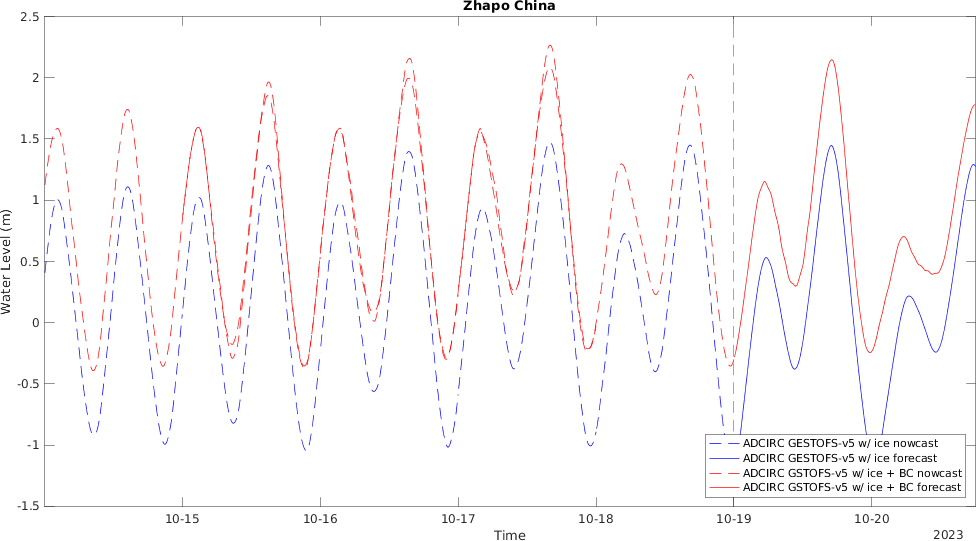 Zhapo China
2.5
2
1.5
1
0.5
0
-0.5
-1
-1.5
Water Level (m)
ADCIRC GESTOFS-v5 w/ ice nowcast
ADCIRC GESTOFS-v5 w/ ice forecast
ADCIRC GSTOFS-v5 w/ ice + BC nowcast
ADCIRC GSTOFS-v5 w/ ice + BC forecast
10-15 10-16 10-17 10-18 10-19 10-20
Time
2023